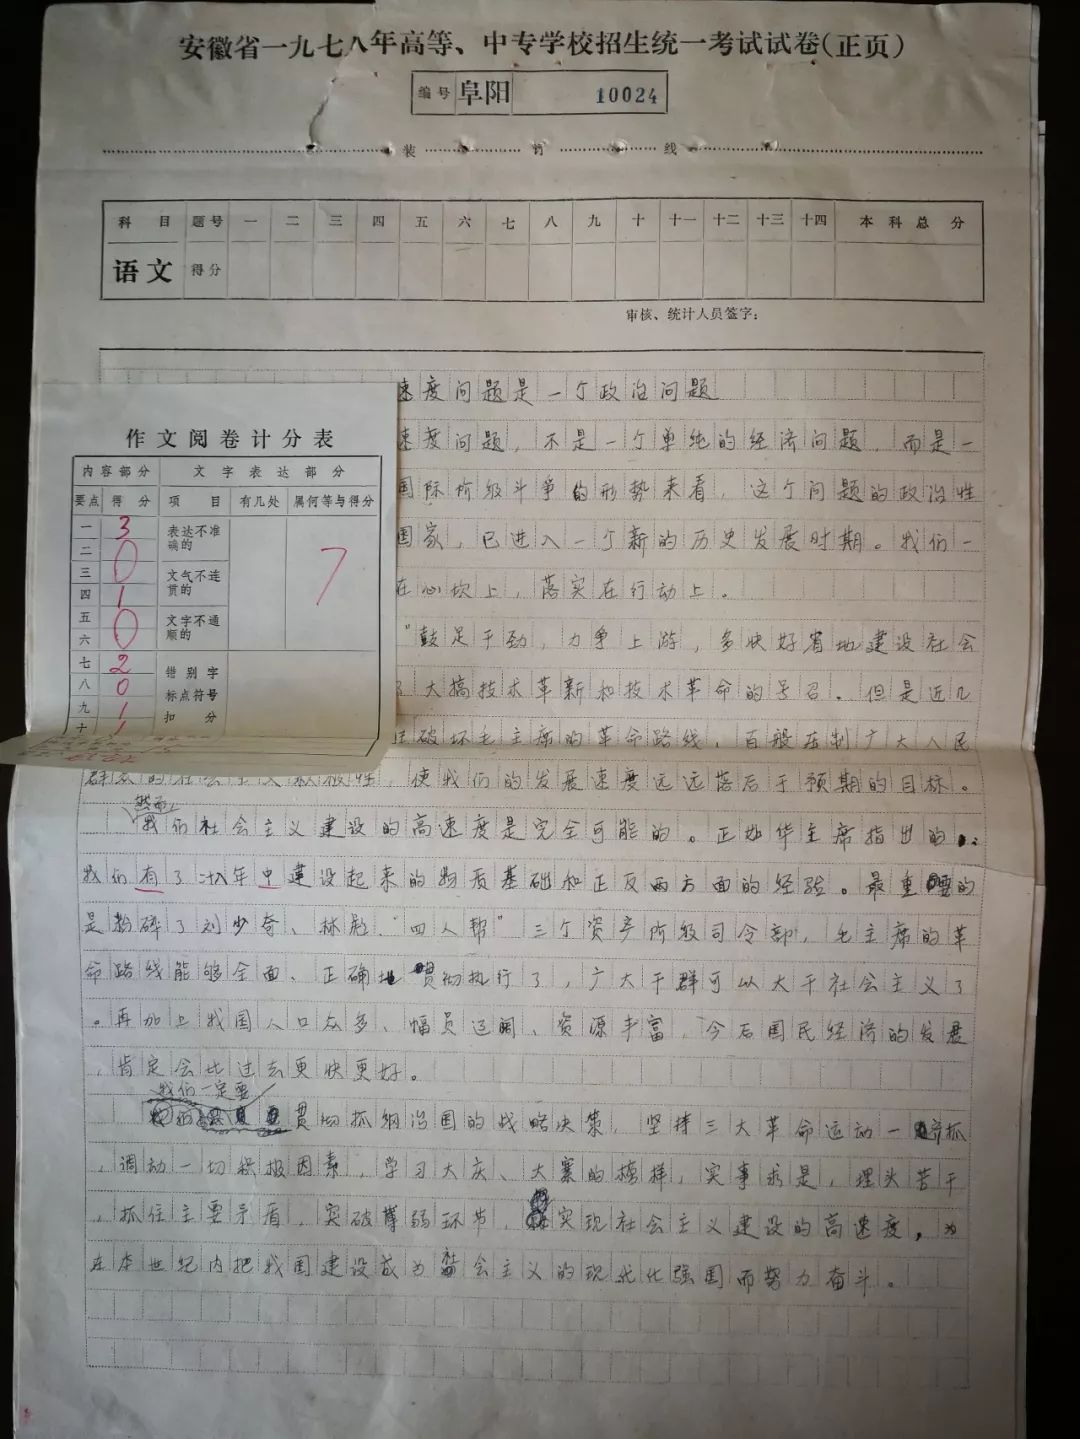 安徽省一九七八年高等、中专学校招生统一考试试卷(正页)
编号 阜阳 10024
装 订 线
科目 题号 一 二 三 四 五 六 七 八 九 十 十一 十二 十三 十四 本科总分
语文 得分
审核、统计人员签字:
速度问题是一个政治问题
速度问题，不是一个单纯的经济问题，而是一
国际阶级斗争的形势来看，这个问题的政治性
国家，已进入一个新的历史发展时期。我们一
在心坎上，落实在行动上。
"鼓足干劲，力争上游，多快好省地建设社会
大搞技术革新和技术革命的号召。但是近几
破坏毛主席的革命路线，百般压制广大人民
群众的社会主义积极性，使我们的发展速度远远落后于预期的目标。
然而，
我们社会主义建设的高速度是完全可能的。正如华主席指出的：
我们有了廿八年中建设起来的物质基础和正反两方面的经验。最重要的
是粉碎了刘少奇、林彪、"四人帮"三个资产阶级司令部，毛主席的革
命路线能够全面、正确地贯彻执行了，广大干群可以大干社会主义了
。再加上我国人口众多、幅员辽阔、资源丰富，今后国民经济的发展
，肯定会比过去更快更好。
我们一定要
贯彻抓纲治国的战略决策，坚持三大革命运动一齐抓
，调动一切积极因素，学习大庆、大寨的榜样，实事求是，埋头苦干
，抓住主要矛盾，突破薄弱环节，实现社会主义建设的高速度，为
在本世纪内把我国建设成为社会主义的现代化强国而努力奋斗。
作文阅卷计分表
内容部分 文字表达部分
要点 得分 项目 有几处 属何等与得分
一 3 表达不准确的
二 0
三 文气不连贯的
四 1
五 0 文字不通顺的
六
七 2 错别字
八 0 标点符号
九 1 扣分
十 1
7